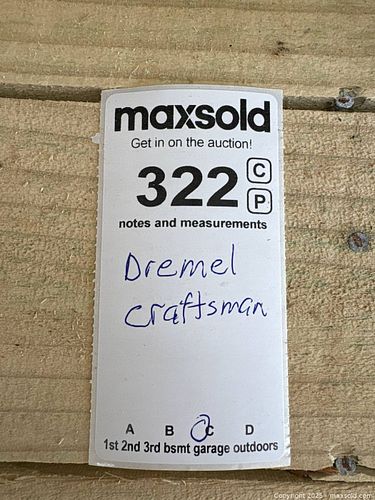 maxsold
Get in on the auction!
322 C
P
notes and measurements
Dremel
Craftsman
A B C D
1st 2nd 3rd bsmt garage outdoors
Copyright 2025 - maxsold.com